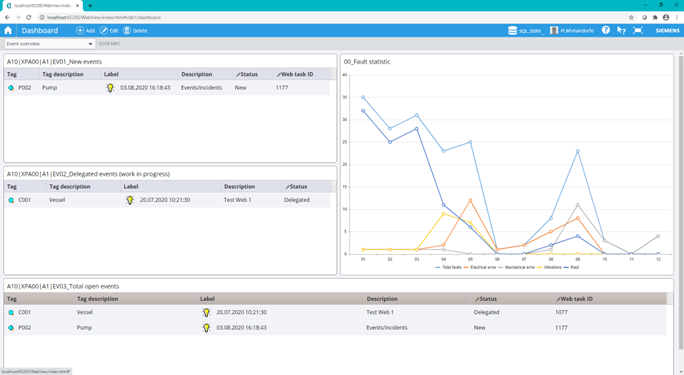 localhost:65200/WebView/index.html#
localhost:65200/WebView/index.html#/lib1/dashboard
Dashboard
Add
Edit
Delete
SQL_SERV_
SIEMENS
Event overview
A10|XPA00|A1|EV01_New events
Tag Tag description Label Description Status Web task ID
P002 Pump 03.08.2020 16:18:43 Events/incidents New 1177
A10|XPA00|A1|EV02_Delegated events (work in progress)
Tag Tag description Label Description Status
C001 Vessel 20.07.2020 10:21:30 Test Web 1 Delegated
00_Fault statistic
40
35
30
25
20
15
10
5
0
01 02 03 04 05 06 07 08 09 10 11 12
Total faults Electrical error Mechanical error Vibrations Rest
A10|XPA00|A1|EV03_Total open events
Tag Tag description Label Description Status Web task ID
C001 Vessel 20.07.2020 10:21:30 Test Web 1 Delegated 1077
P002 Pump 03.08.2020 16:18:43 Events/incidents New 1177
localhost:65200/WebView/index.html#